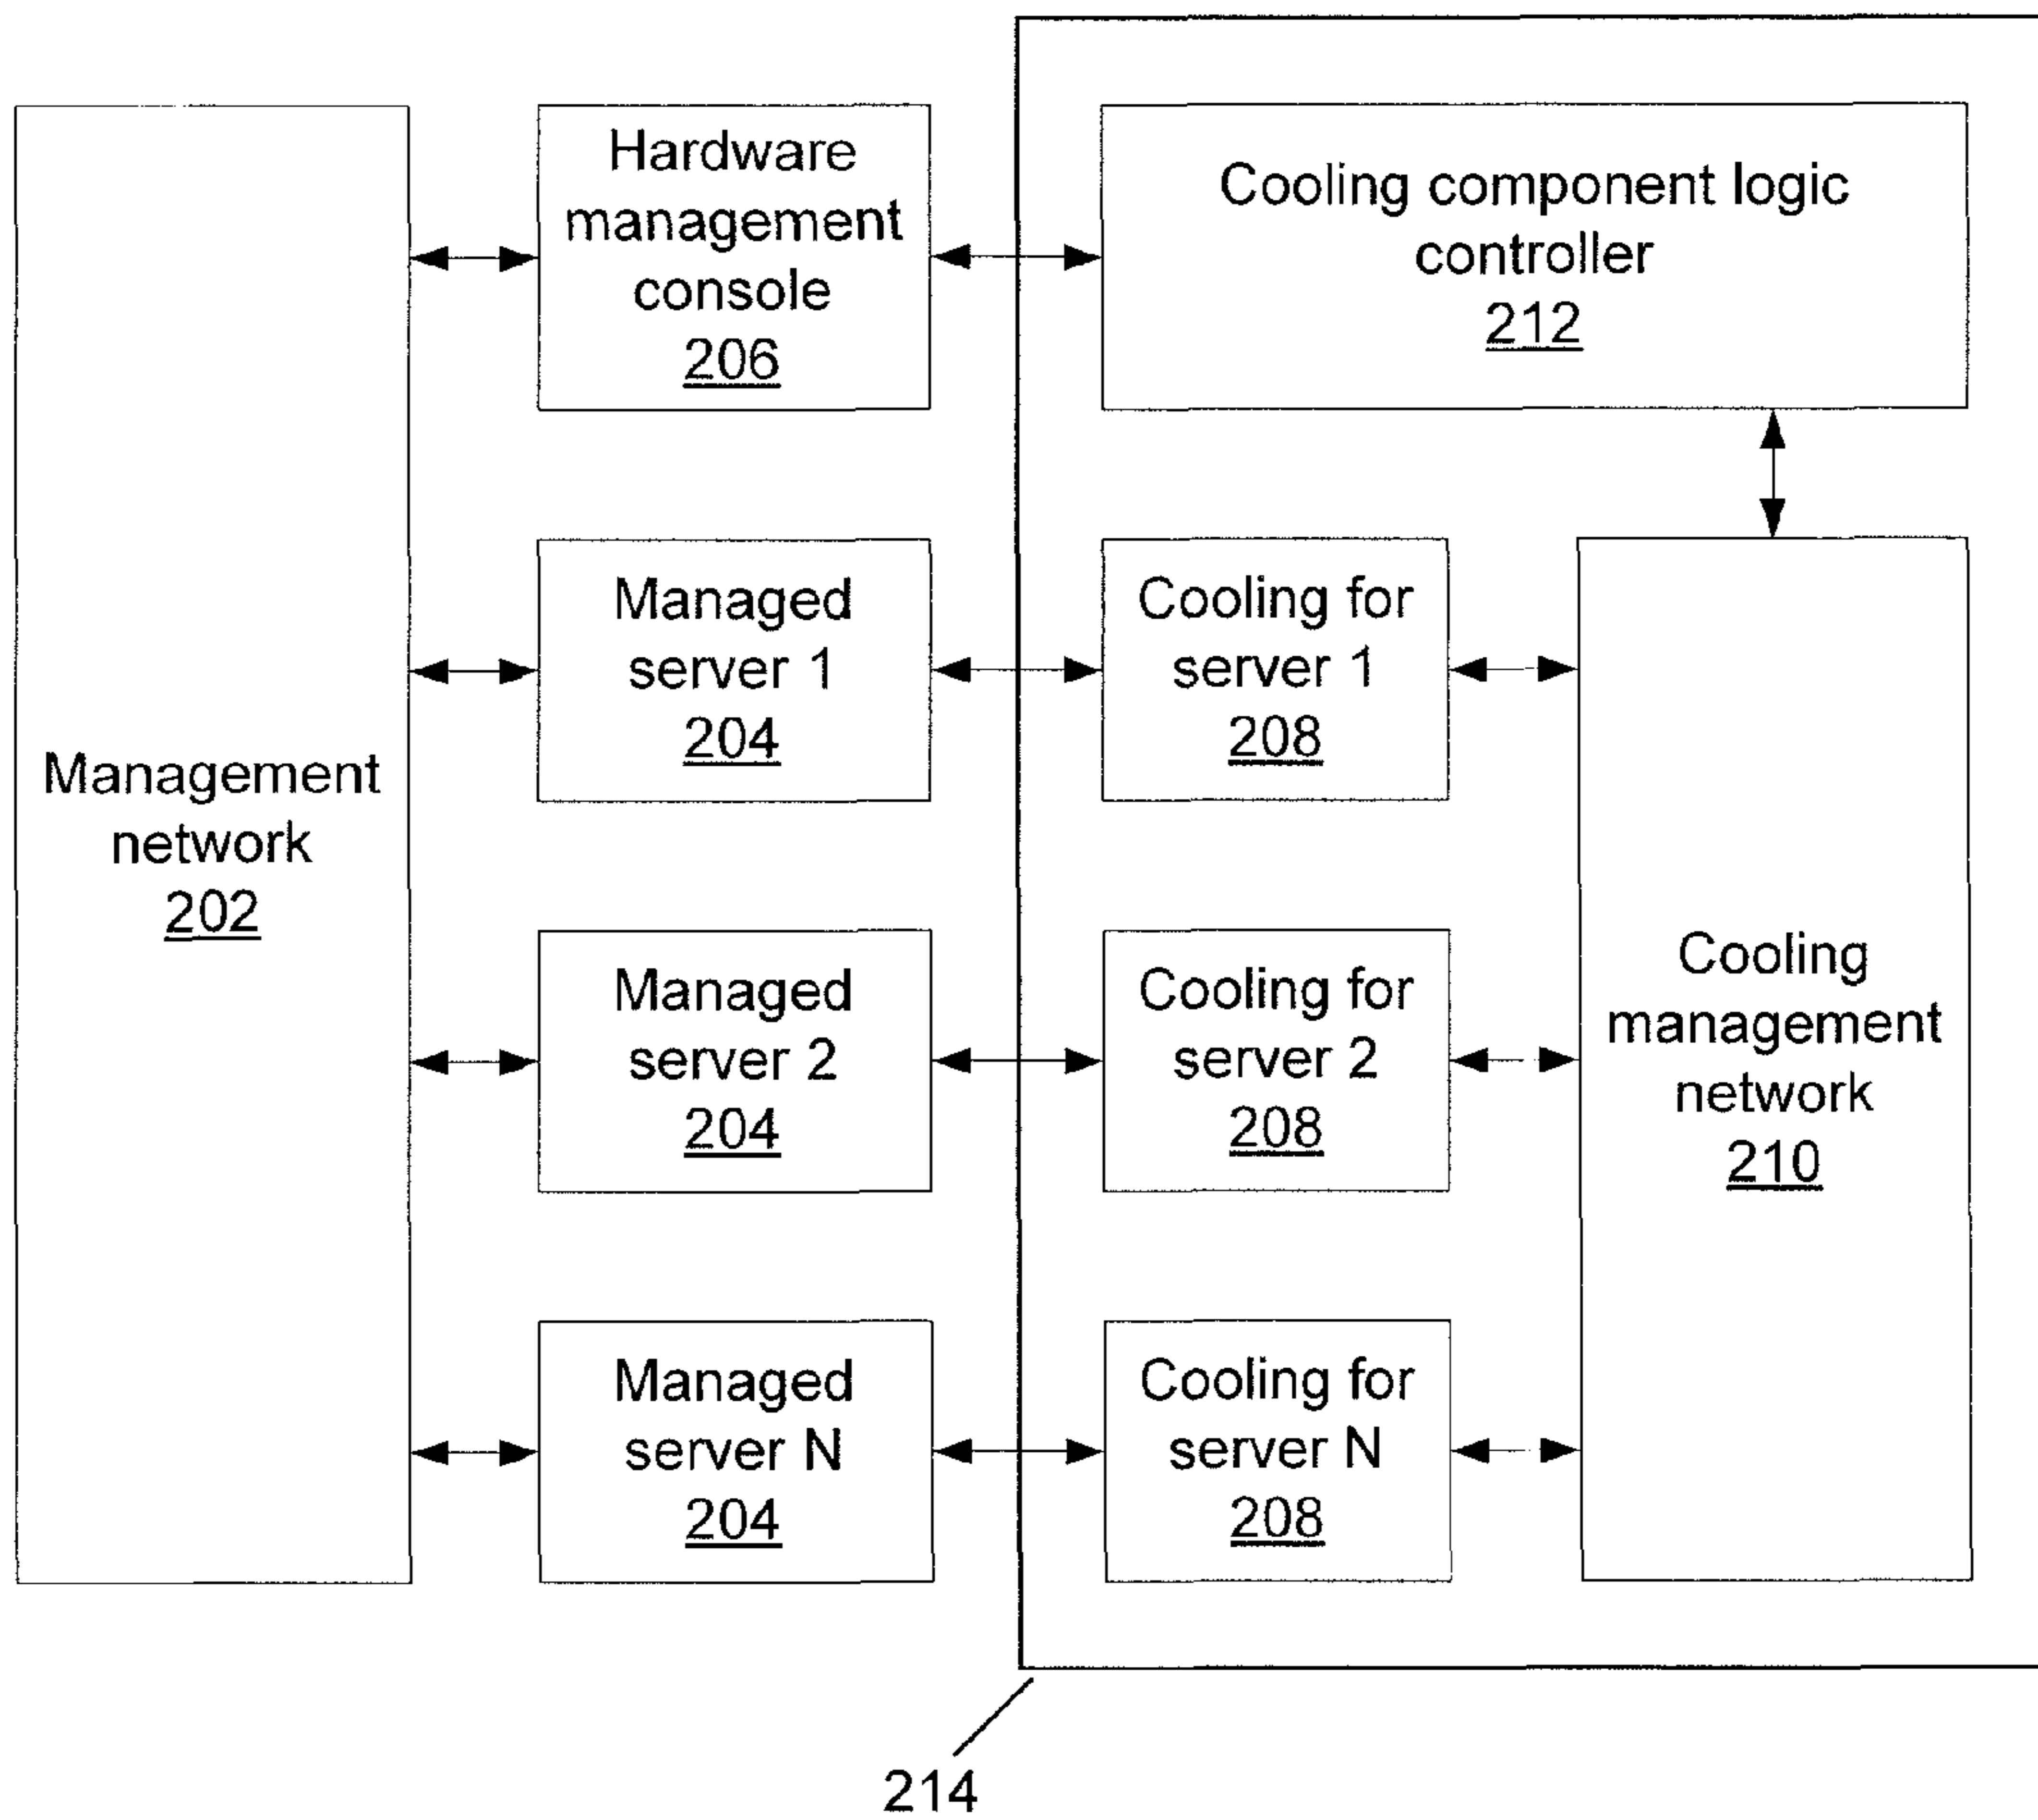 Hardware
management
console
206
Cooling component logic
controller
212
Managed
server 1
204
Cooling for
server 1
208
Management
network
202
Managed
server 2
204
Cooling for
server 2
208
Cooling
management
network
210
Managed
server N
204
Cooling for
server N
208
214